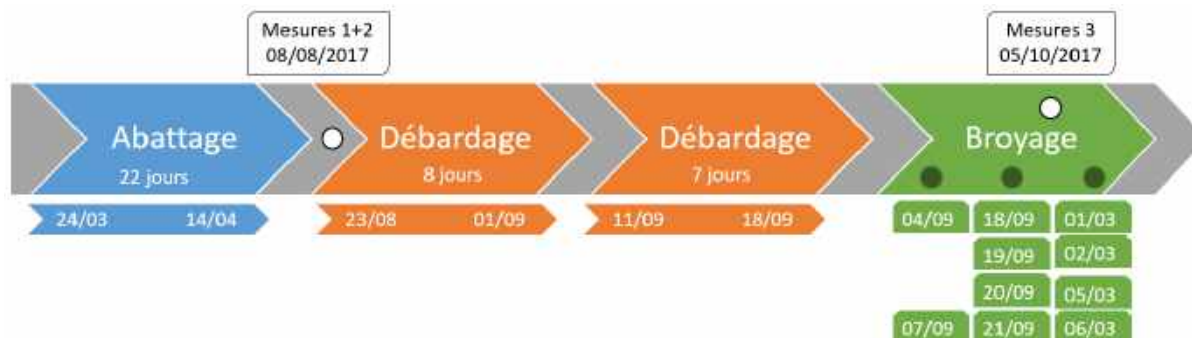 Mesures 1+2
08/08/2017
Mesures 3
05/10/2017
Abattage
22 jours
Débardage
8 jours
Débardage
7 jours
Broyage
24/03 14/04
23/08 01/09
11/09 18/09
04/09 18/09 01/03
19/09 02/03
20/09 05/03
07/09 21/09 06/03